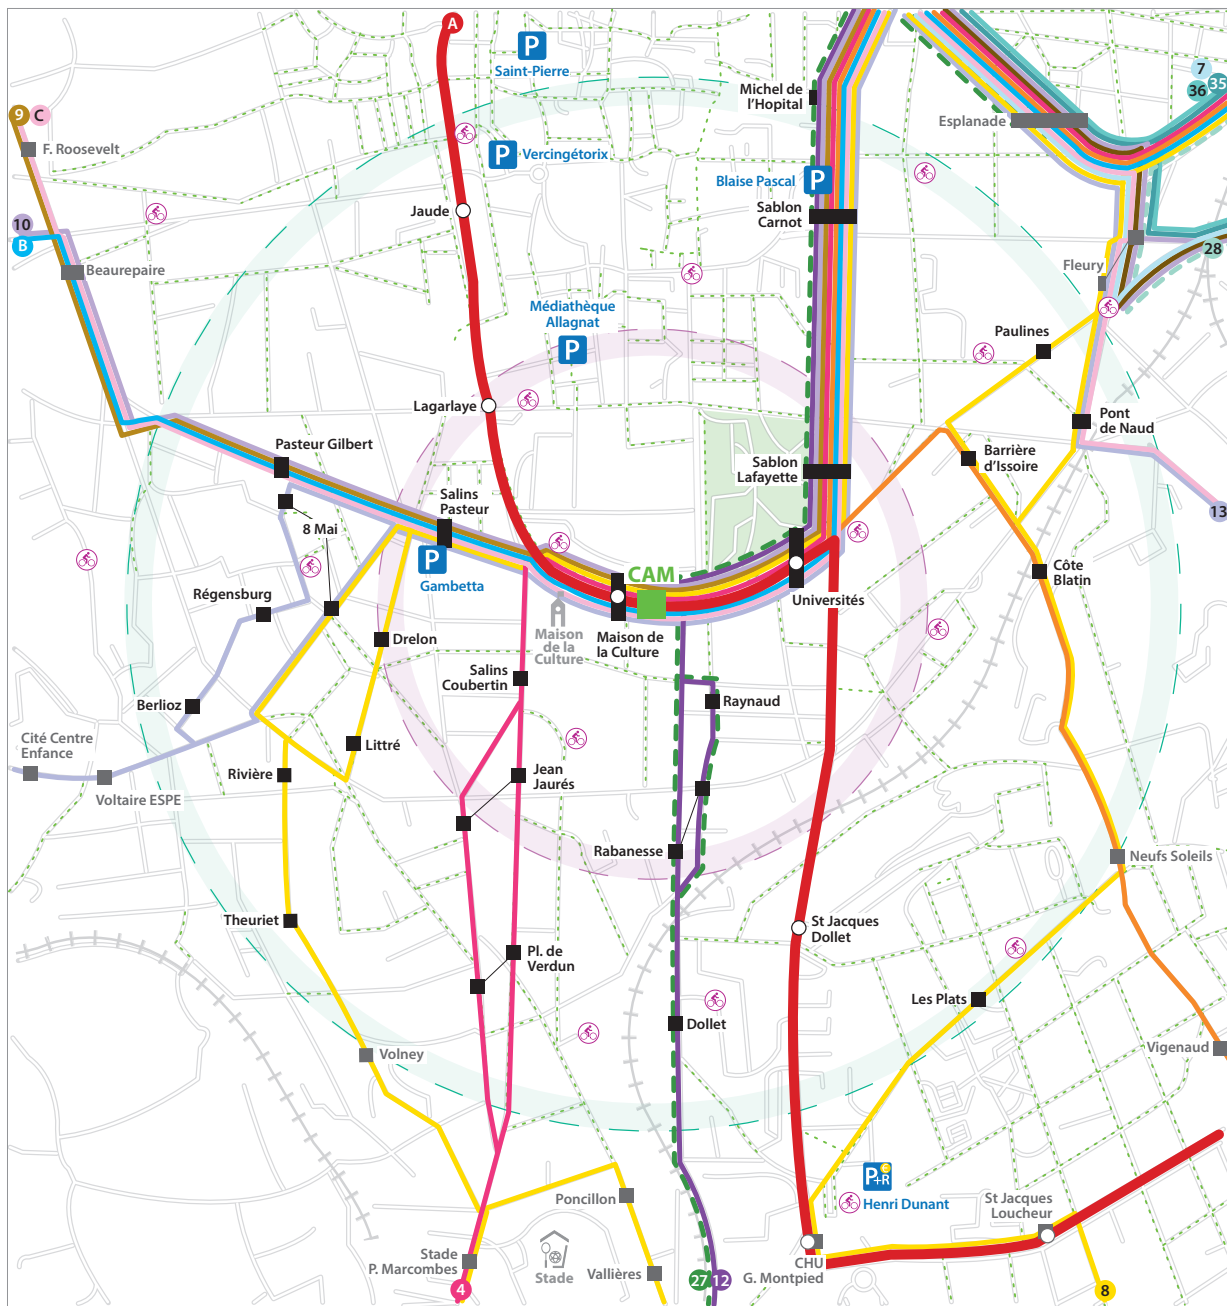 A
P
Saint-Pierre
7
36
35
Michel de
l'Hopital
9
C
F. Roosevelt
Esplanade
P
Vercingétorix
Blaise Pascal
P
Jaude
Sablon
Carnot
10
B
Beaurepaire
28
Fleury
Médiathèque
Allagnat
P
Paulines
Lagarlaye
Pont
de Naud
Pasteur Gilbert
Barrière
d'Issoire
Sablon
Lafayette
Salins
Pasteur
8 Mai
13
P
Gambetta
CAM
Côte
Blatin
Régensburg
Universités
Maison
de la
Culture
Maison de
la Culture
Drelon
Salins
Coubertin
Berlioz
Raynaud
Cité Centre
Enfance
Littré
Rivière
Jean
Jaurés
Voltaire ESPE
Rabanesse
Neufs Soleils
Theuriet
St Jacques
Dollet
Pl. de
Verdun
Les Plats
Dollet
Volney
Vigenaud
P+R
Henri Dunant
Poncillon
St Jacques
Loucheur
Stade
P. Marcombes
Stade
Vallières
CHU
G. Montpied
4
27
12
8